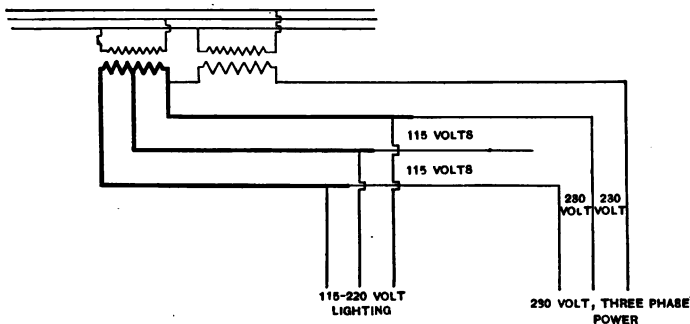 115 VOLTS
115 VOLTS
230 230
VOLT VOLT
115-220 VOLT
LIGHTING
230 VOLT, THREE PHASE
POWER